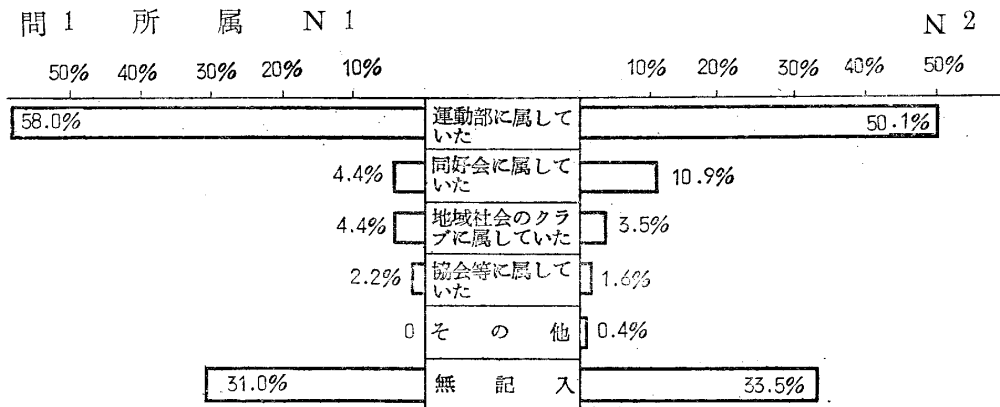 問1 所属 N1 N2
50% 40% 30% 20% 10% 10% 20% 30% 40% 50%
58.0% 運動部に属して 50.1%
いた
4.4% 同好会に属して 10.9%
いた
4.4% 地域社会のクラ 3.5%
ブに属していた
2.2% 協会等に属して 1.6%
いた
0 その他 0.4%
31.0% 無記入 33.5%